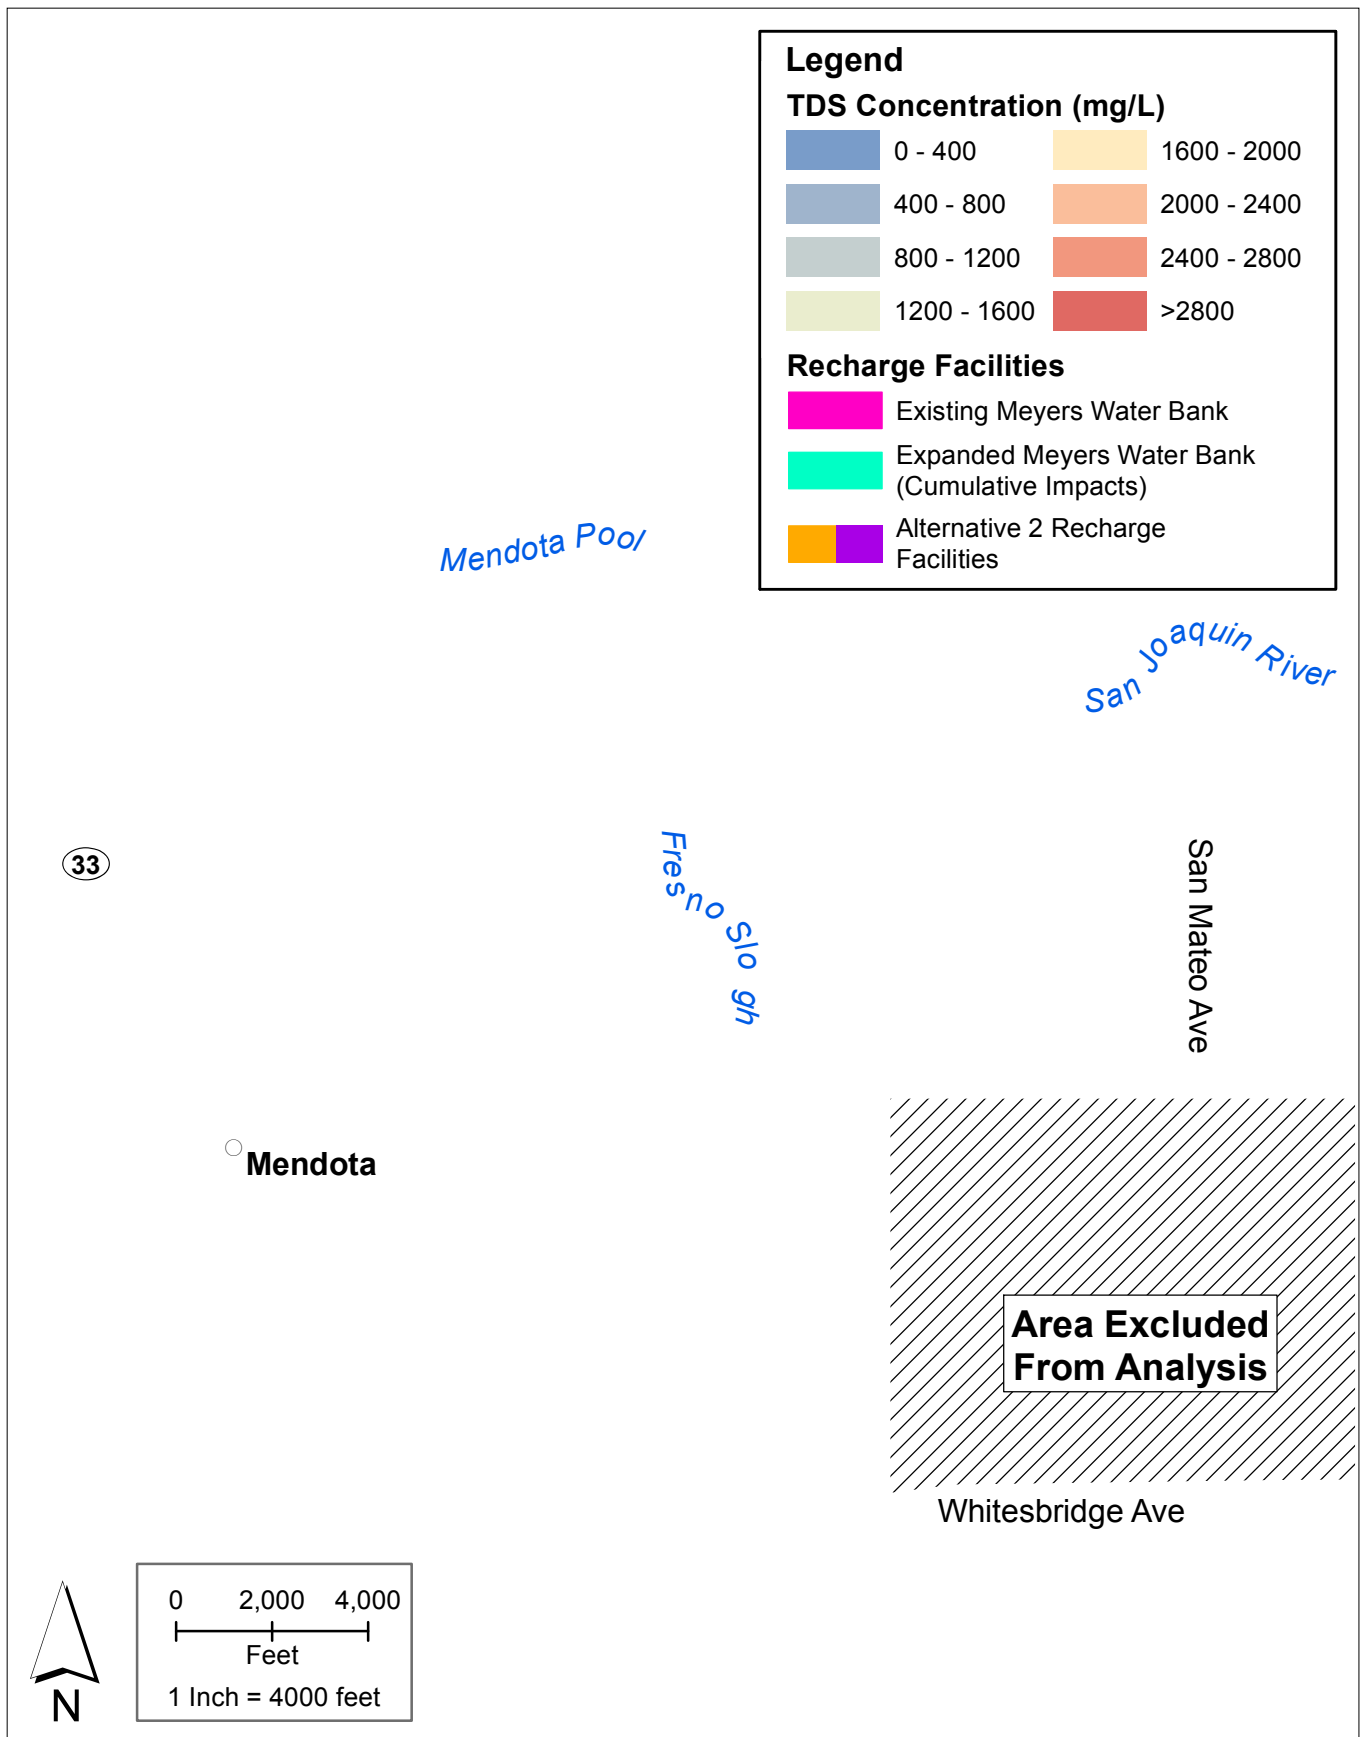 Legend
TDS Concentration (mg/L)
0 - 400
1600 - 2000
400 - 800
2000 - 2400
800 - 1200
2400 - 2800
1200 - 1600
>2800
Recharge Facilities
Existing Meyers Water Bank
Expanded Meyers Water Bank
(Cumulative Impacts)
Alternative 2 Recharge
Facilities
Mendota Pool
San Joaquin River
33
Fresno Slo gh
San Mateo Ave
Mendota
Area Excluded
From Analysis
Whitesbridge Ave
0 2,000 4,000
Feet
1 Inch = 4000 feet
N